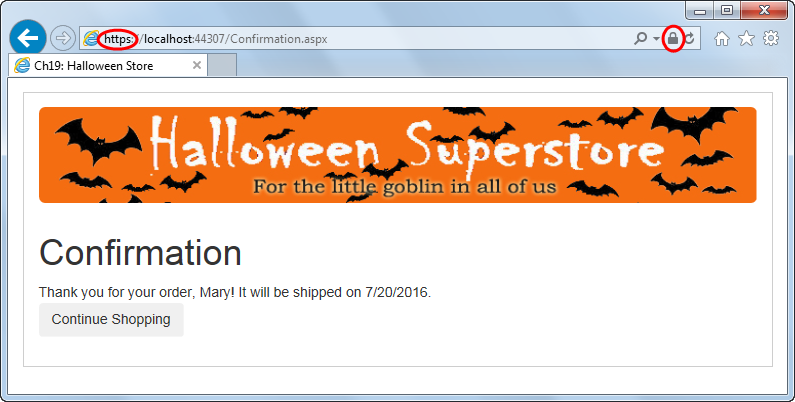 https://localhost:44307/Confirmation.aspx
Ch19: Halloween Store
Halloween Superstore
For the little goblin in all of us
Confirmation
Thank you for your order, Mary! It will be shipped on 7/20/2016.
Continue Shopping